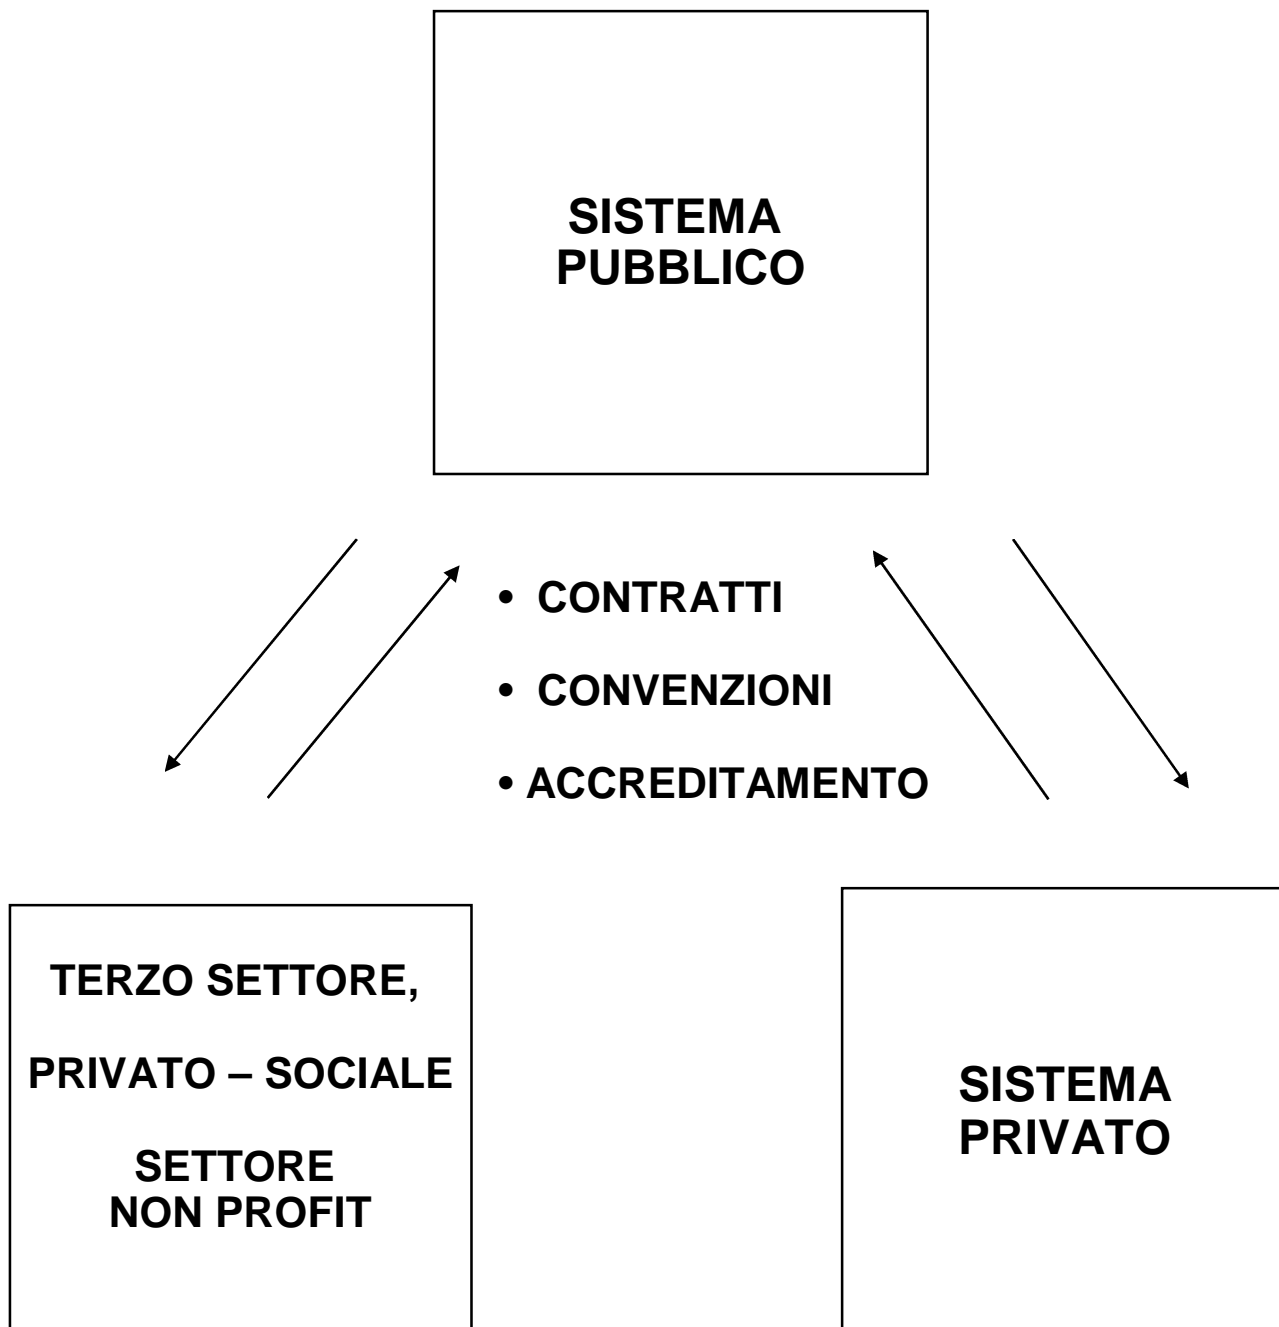 SISTEMA
PUBBLICO
• CONTRATTI
• CONVENZIONI
• ACCREDITAMENTO
TERZO SETTORE,
PRIVATO – SOCIALE
SETTORE
NON PROFIT
SISTEMA
PRIVATO